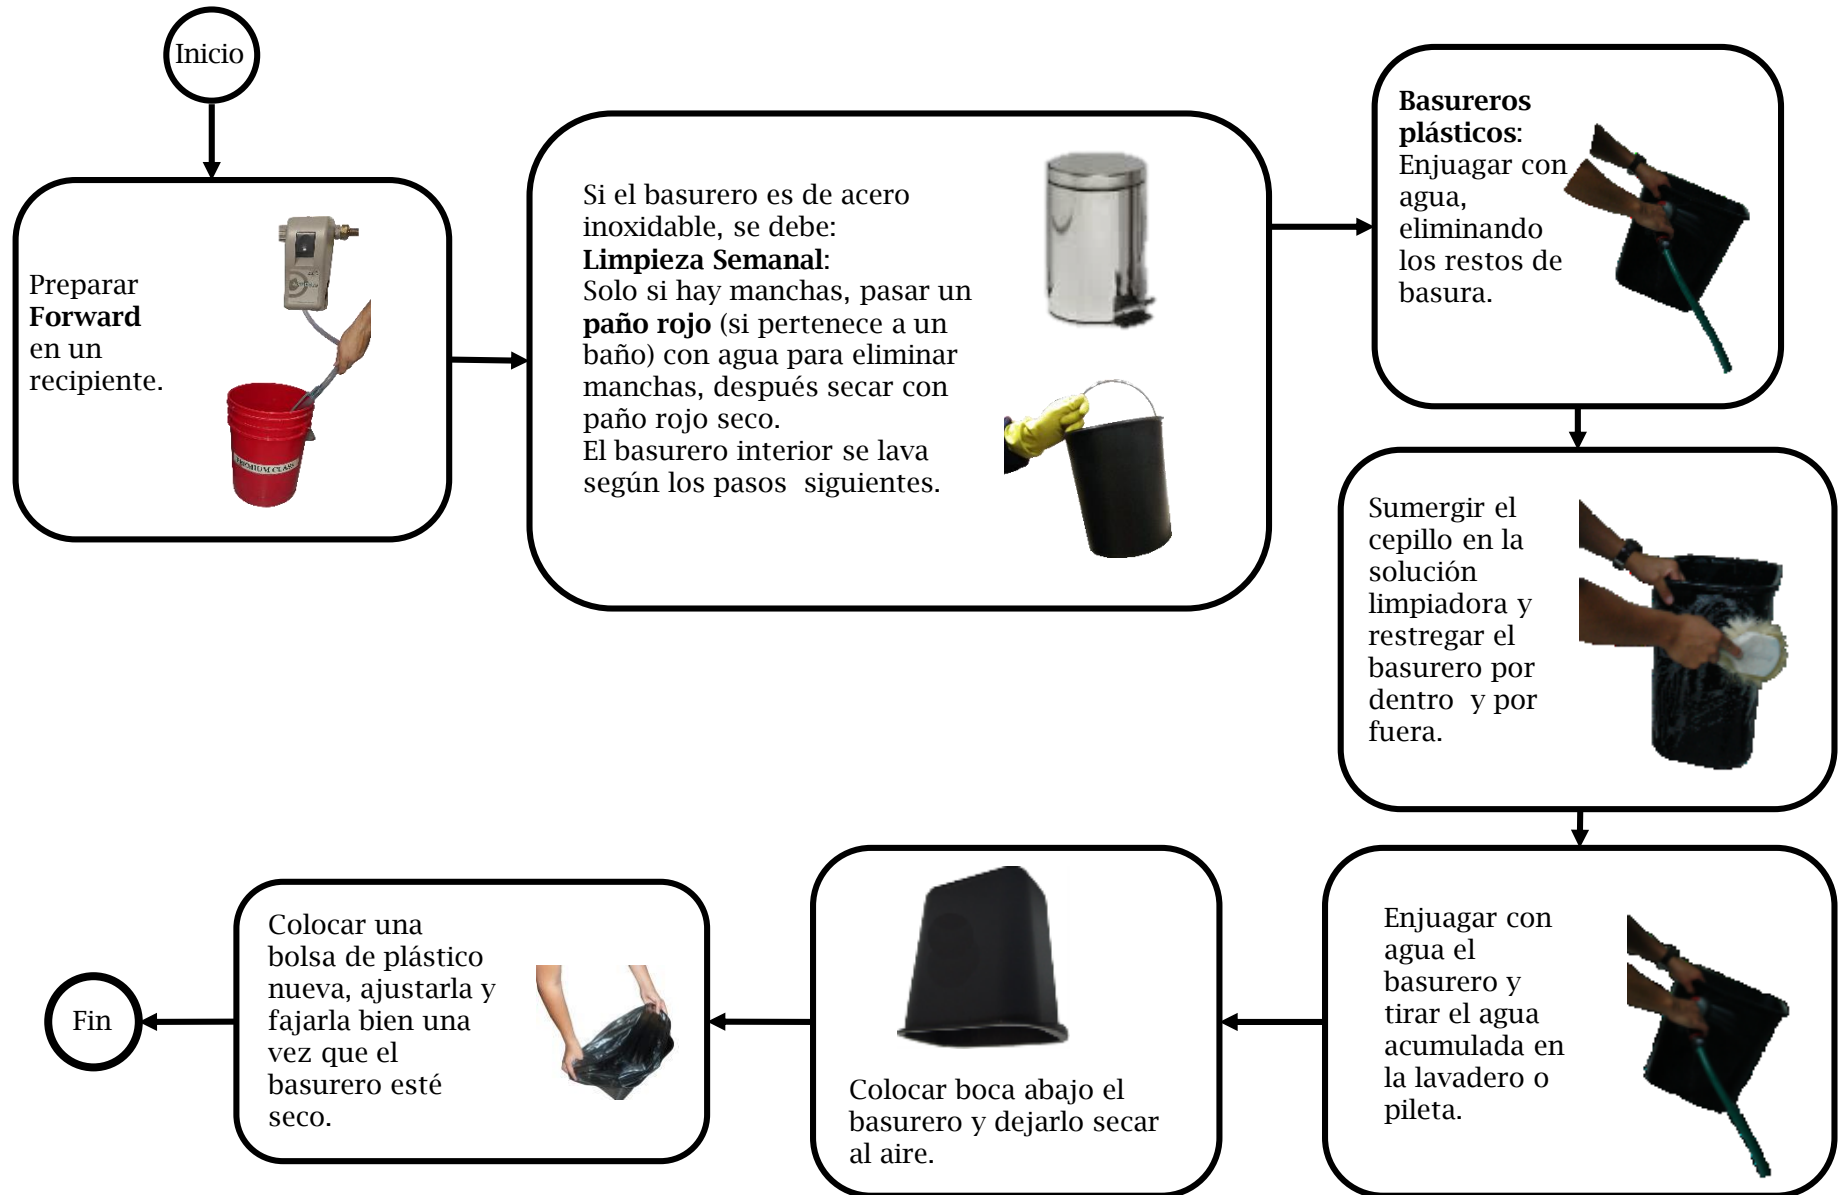 Inicio
Preparar
Forward
en un
recipiente.
PREMIUM CLASS
Si el basurero es de acero
inoxidable, se debe:
Limpieza Semanal:
Solo si hay manchas, pasar un
paño rojo (si pertenece a un
baño) con agua para eliminar
manchas, después secar con
paño rojo seco.
El basurero interior se lava
según los pasos  siguientes.
Basureros
plásticos:
Enjuagar con
agua,
eliminando
los restos de
basura.
Sumergir el
cepillo en la
solución
limpiadora y
restregar el
basurero por
dentro  y por
fuera.
Enjuagar con
agua el
basurero y
tirar el agua
acumulada en
la lavadero o
pileta.
Colocar boca abajo el
basurero y dejarlo secar
al aire.
Colocar una
bolsa de plástico
nueva, ajustarla y
fajarla bien una
vez que el
basurero esté
seco.
Fin